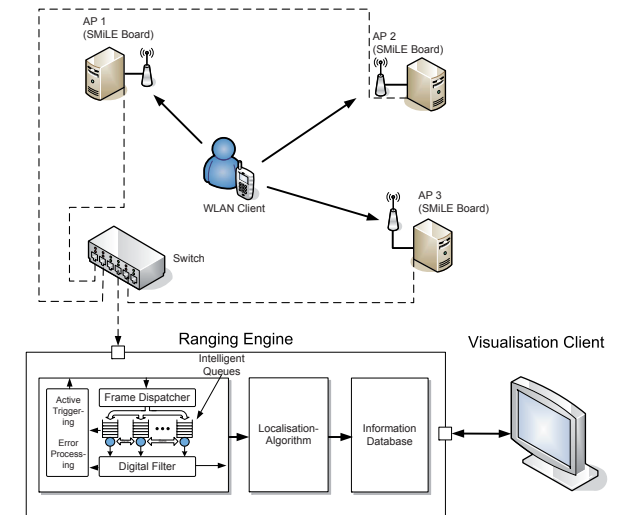 AP 1
(SMiLE Board)
AP 2
(SMiLE Board)
WLAN Client
AP 3
(SMiLE Board)
Switch
Ranging Engine
Visualisation Client
Intelligent
Queues
Active
Trigger-
ing
Error
Process-
ing
Frame Dispatcher
Digital Filter
Localisation-
Algorithm
Information
Database